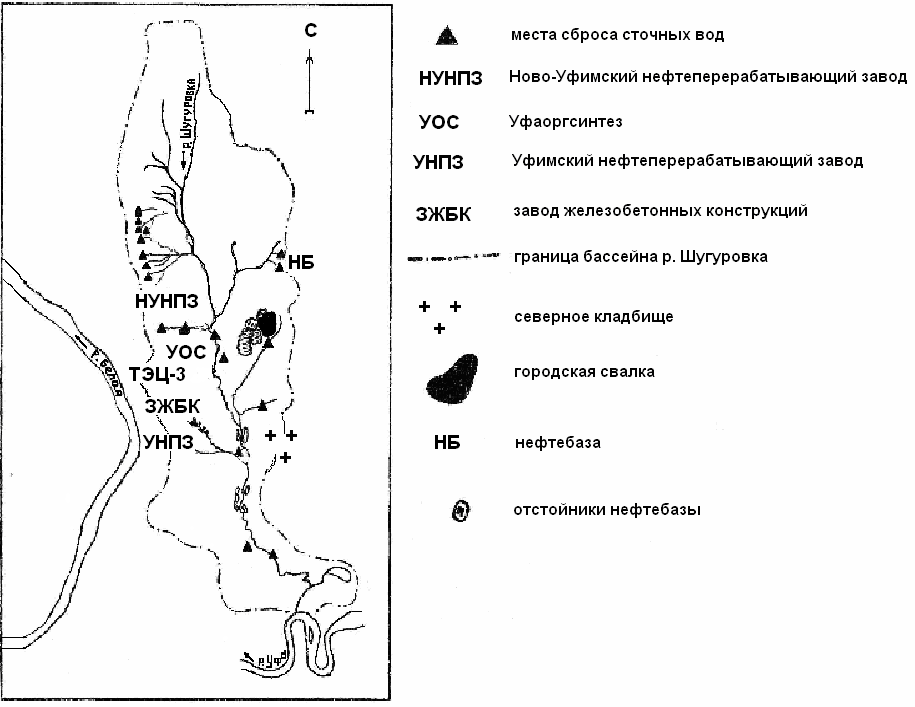 С
р. Шугуровка
НБ
НУНПЗ
УОС
ТЭЦ-3
р. Белая
ЗЖБК
УНПЗ
р. Уфа
места сброса сточных вод
НУНПЗ Ново-Уфимский нефтеперерабатывающий завод
УОС Уфаоргсинтез
УНПЗ Уфимский нефтеперерабатывающий завод
ЗЖБК завод железобетонных конструкций
граница бассейна р. Шугуровка
северное кладбище
городская свалка
НБ нефтебаза
отстойники нефтебазы